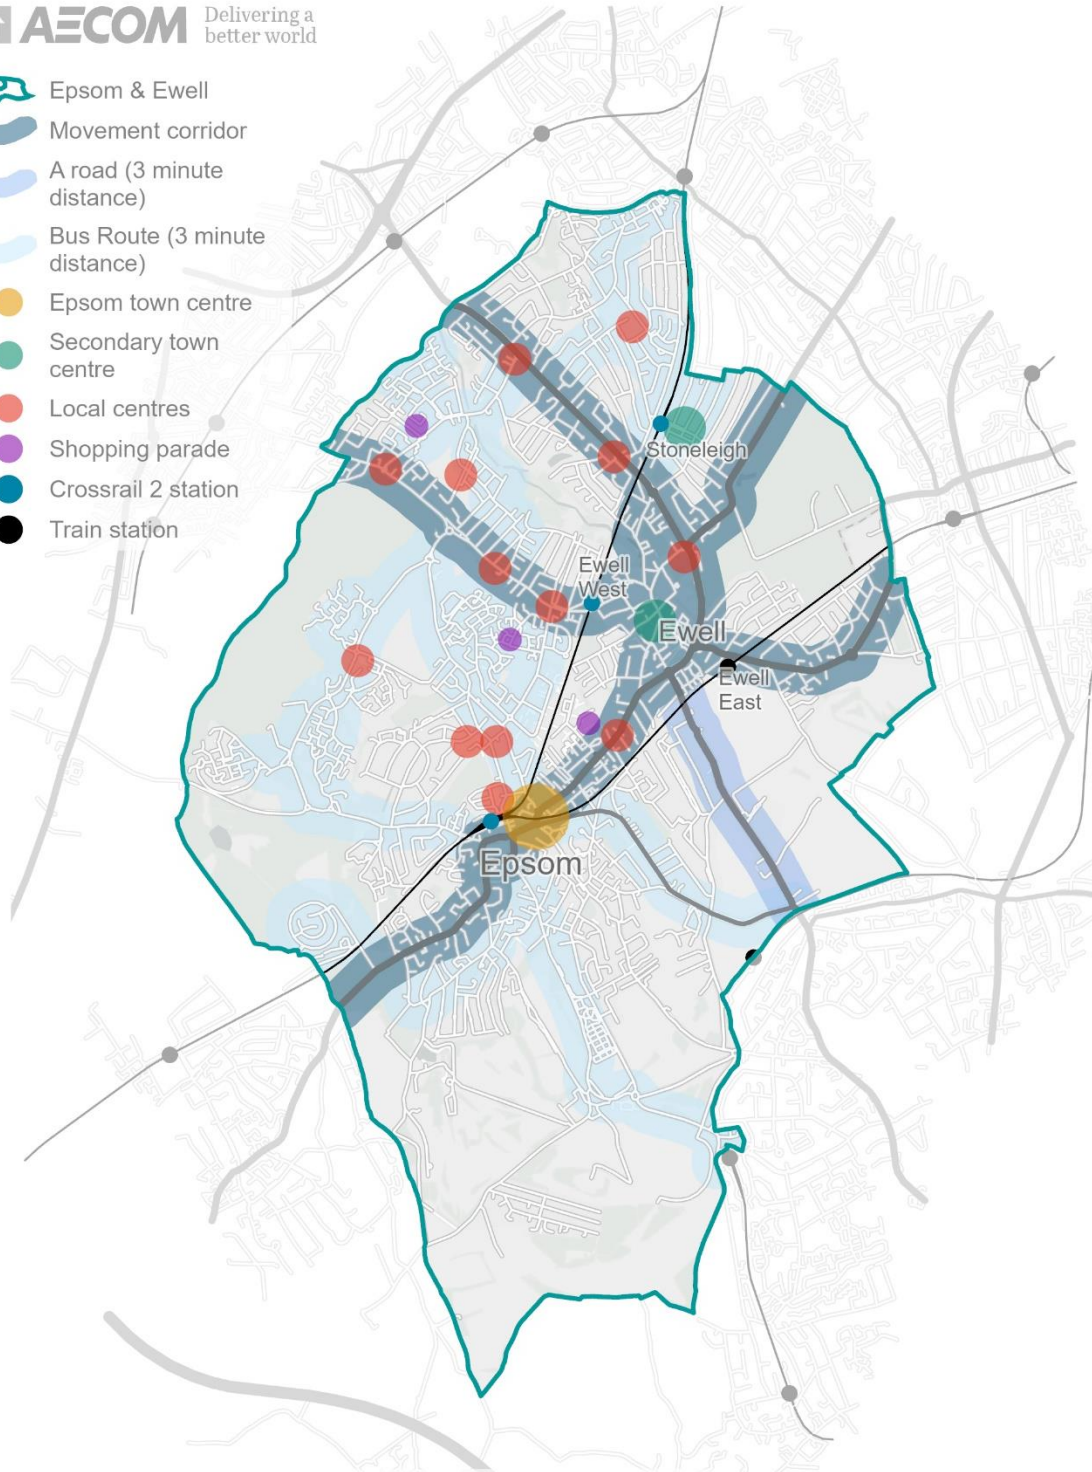 AECOM
Delivering a
better world
Epsom & Ewell
Movement corridor
A road (3 minute
distance)
Bus Route (3 minute
distance)
Epsom town centre
Secondary town
centre
Local centres
Shopping parade
Crossrail 2 station
Train station
Stoneleigh
Ewell
West
Ewell
Ewell
East
Epsom